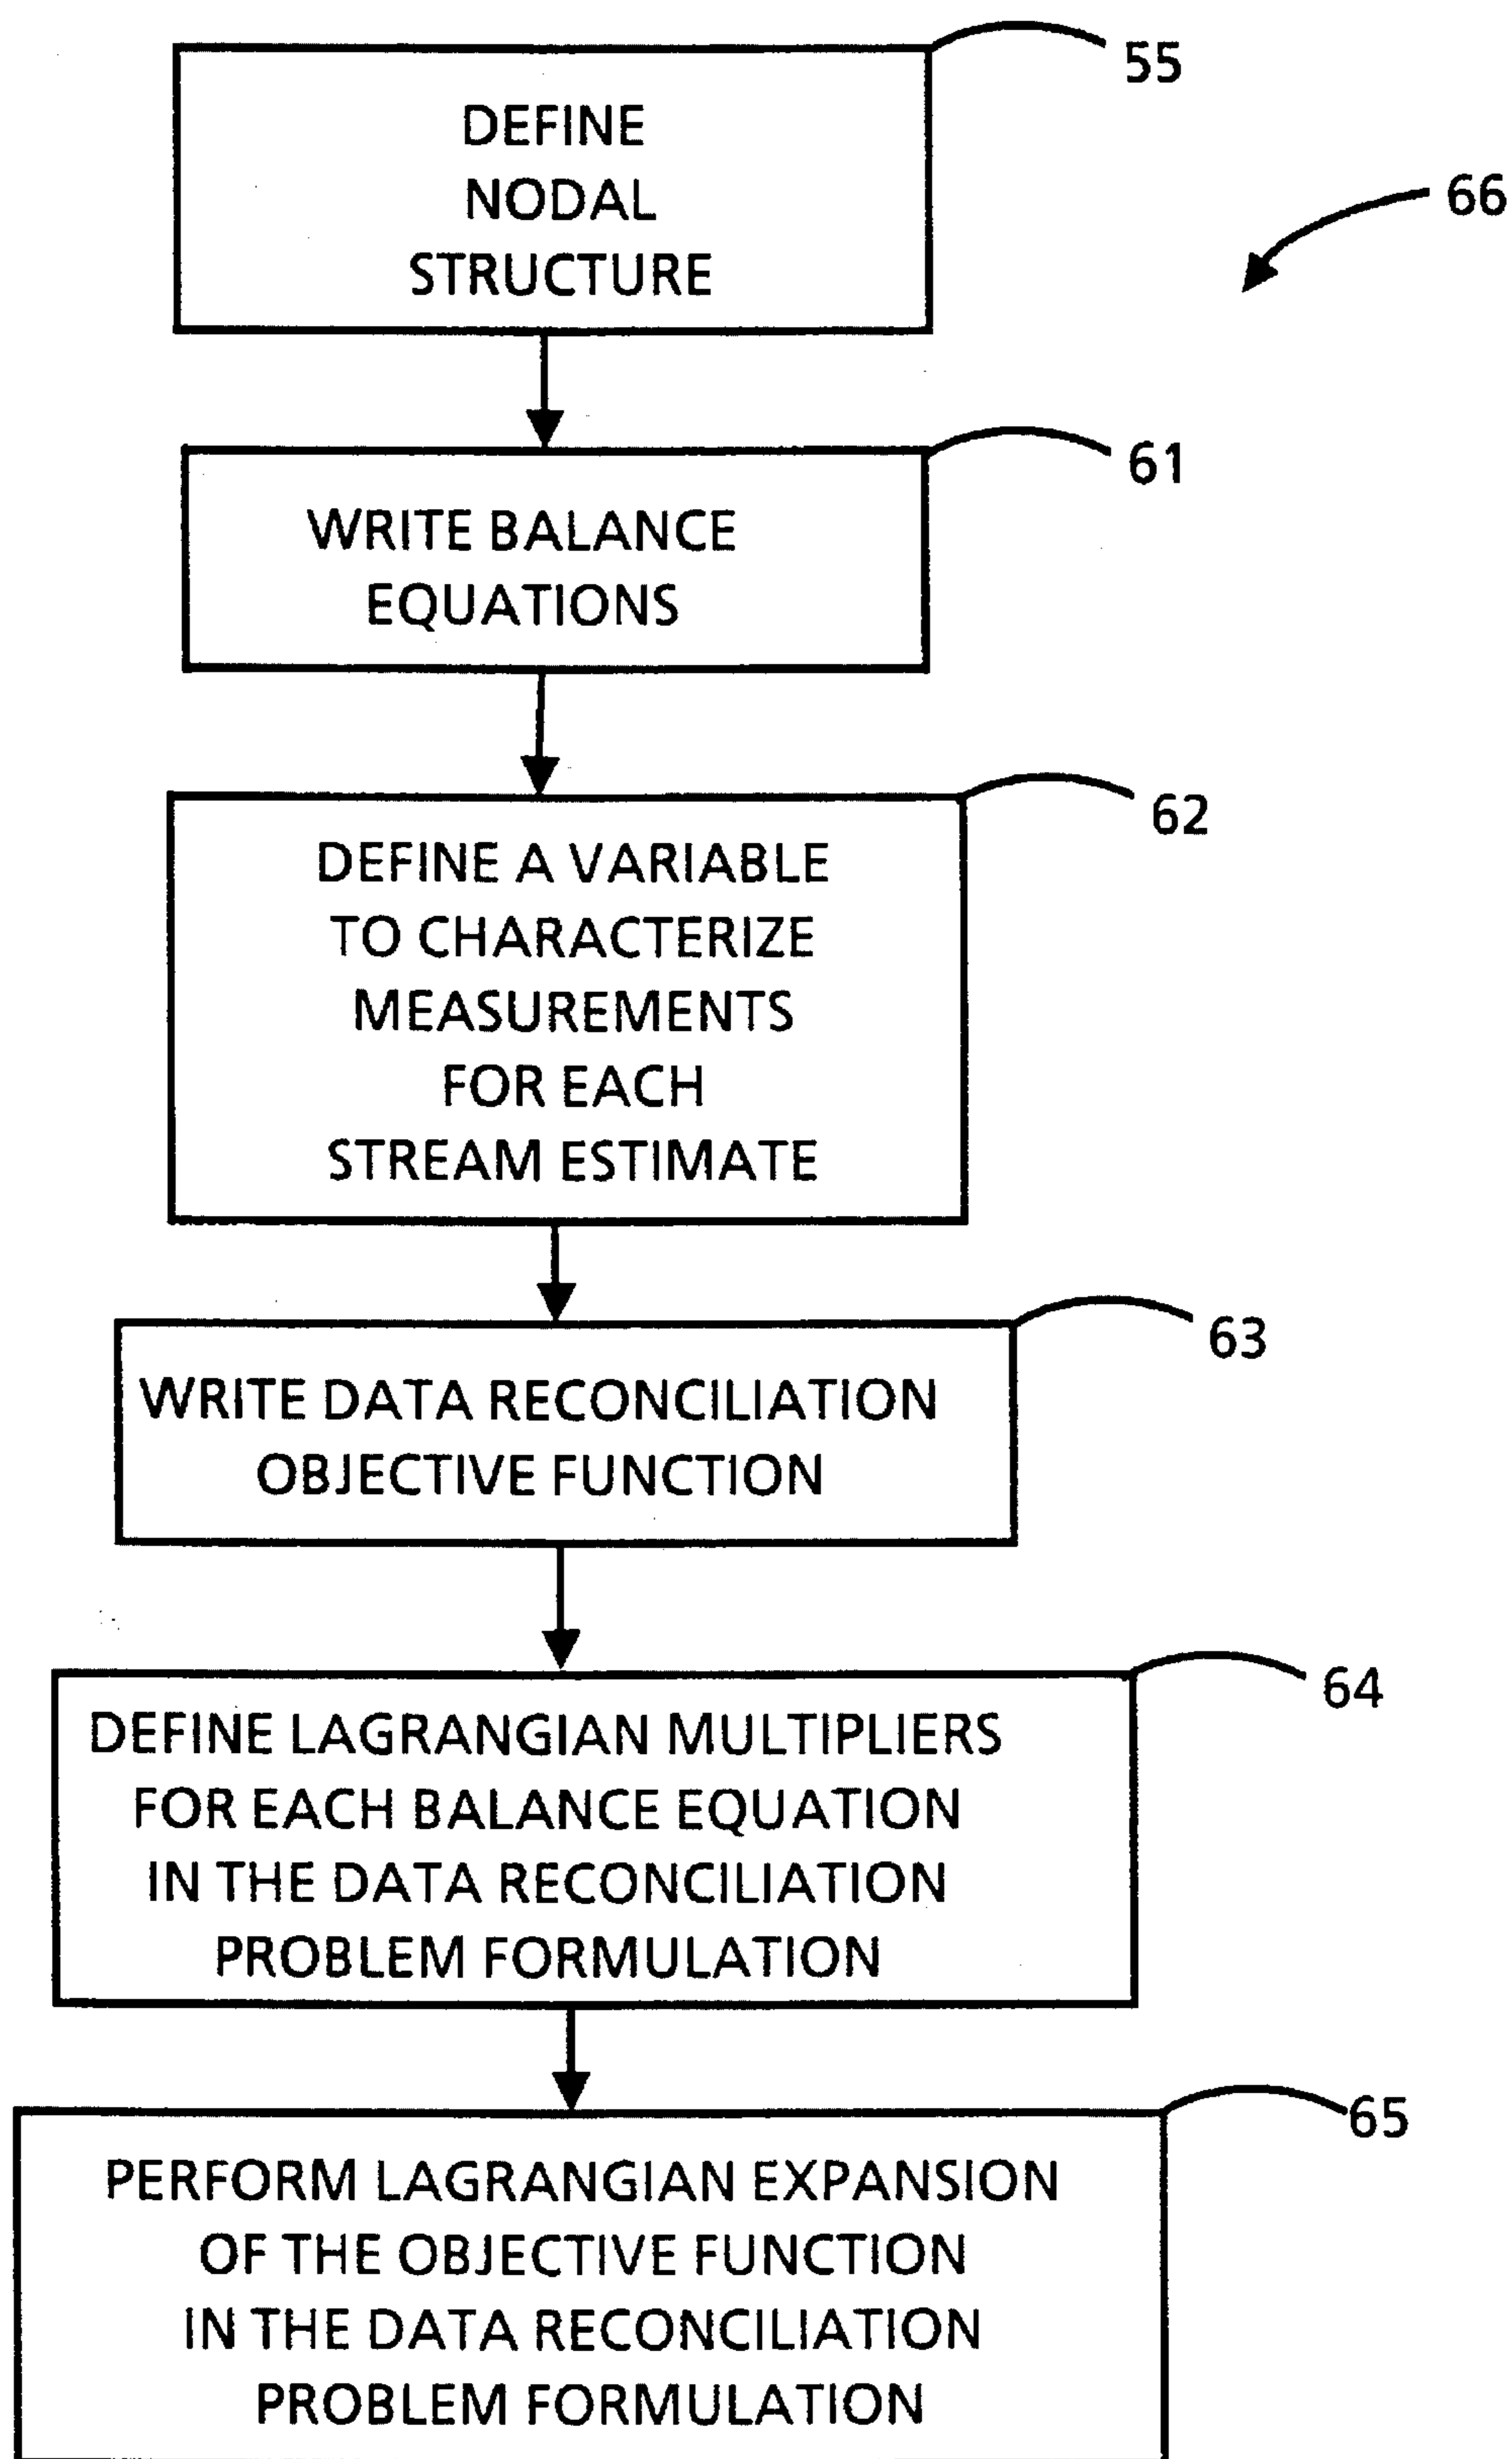 55
DEFINE
NODAL
STRUCTURE
66
61
WRITE BALANCE
EQUATIONS
62
DEFINE A VARIABLE
TO CHARACTERIZE
MEASUREMENTS
FOR EACH
STREAM ESTIMATE
63
WRITE DATA RECONCILIATION
OBJECTIVE FUNCTION
64
DEFINE LAGRANGIAN MULTIPLIERS
FOR EACH BALANCE EQUATION
IN THE DATA RECONCILIATION
PROBLEM FORMULATION
65
PERFORM LAGRANGIAN EXPANSION
OF THE OBJECTIVE FUNCTION
IN THE DATA RECONCILIATION
PROBLEM FORMULATION